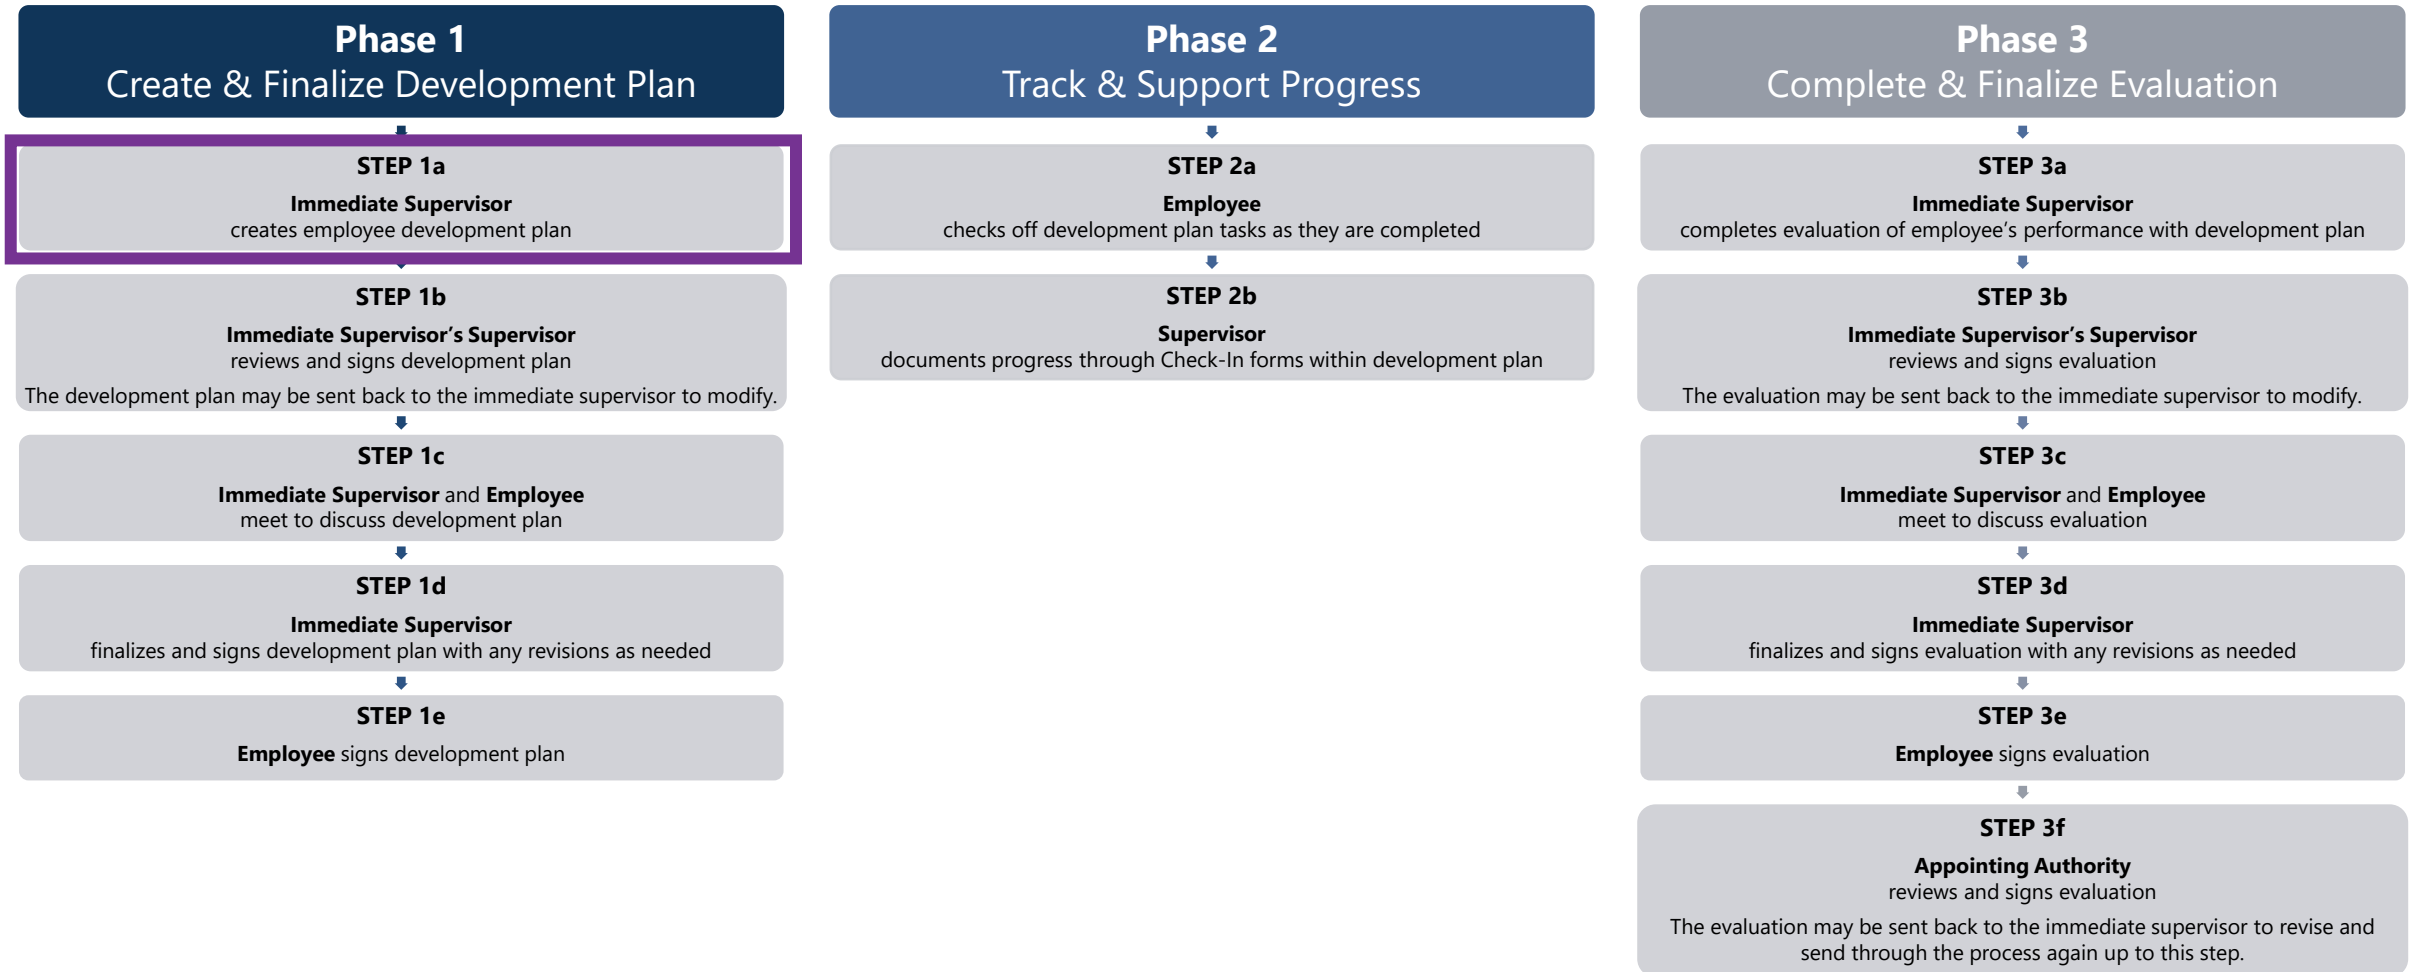 Phase 1
Create & Finalize Development Plan
STEP 1a
Immediate Supervisor
creates employee development plan
STEP 1b
Immediate Supervisor’s Supervisor
reviews and signs development plan
The development plan may be sent back to the immediate supervisor to modify.
STEP 1c
Immediate Supervisor and Employee
meet to discuss development plan
STEP 1d
Immediate Supervisor
finalizes and signs development plan with any revisions as needed
STEP 1e
Employee signs development plan
Phase 2
Track & Support Progress
STEP 2a
Employee
checks off development plan tasks as they are completed
STEP 2b
Supervisor
documents progress through Check-In forms within development plan
Phase 3
Complete & Finalize Evaluation
STEP 3a
Immediate Supervisor
completes evaluation of employee’s performance with development plan
STEP 3b
Immediate Supervisor’s Supervisor
reviews and signs evaluation
The evaluation may be sent back to the immediate supervisor to modify.
STEP 3c
Immediate Supervisor and Employee
meet to discuss evaluation
STEP 3d
Immediate Supervisor
finalizes and signs evaluation with any revisions as needed
STEP 3e
Employee signs evaluation
STEP 3f
Appointing Authority
reviews and signs evaluation
The evaluation may be sent back to the immediate supervisor to revise and
send through the process again up to this step.